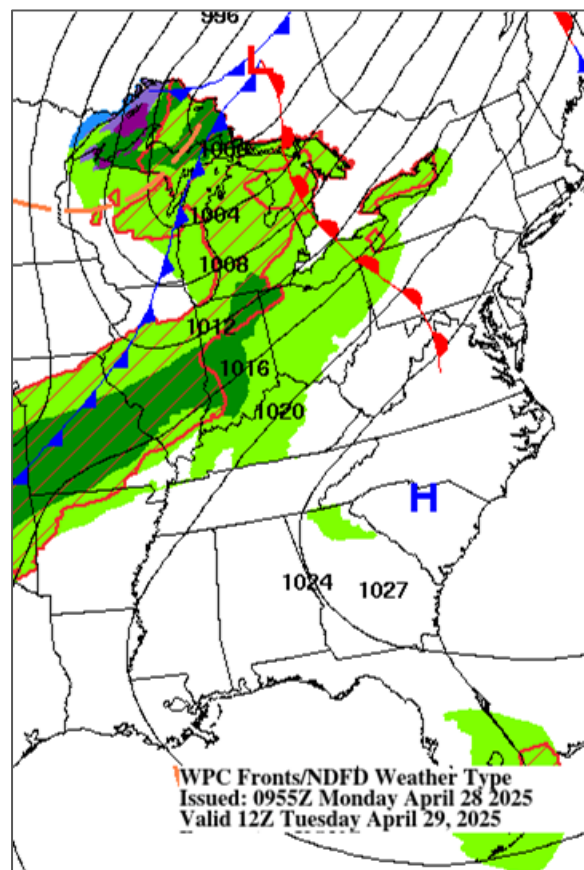 996
L
1000
1004
1008
1012
1016
1020
H
1024
1027
WPC Fronts/NDFD Weather Type
Issued: 0955Z Monday April 28 2025
Valid 12Z Tuesday April 29, 2025